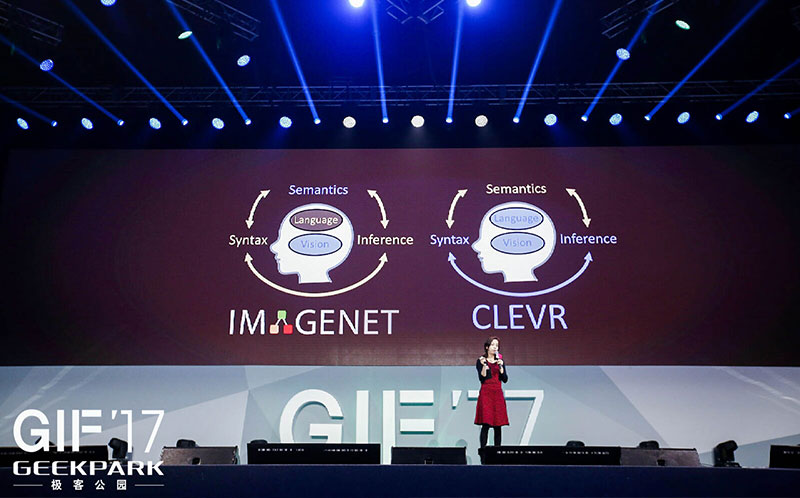 Semantics
Language
Syntax
Vision
Inference
IMAGENET
Semantics
Language
Syntax
Vision
Inference
CLEVR
GIF'17
GIF'17
GEEKPARK
极客公园